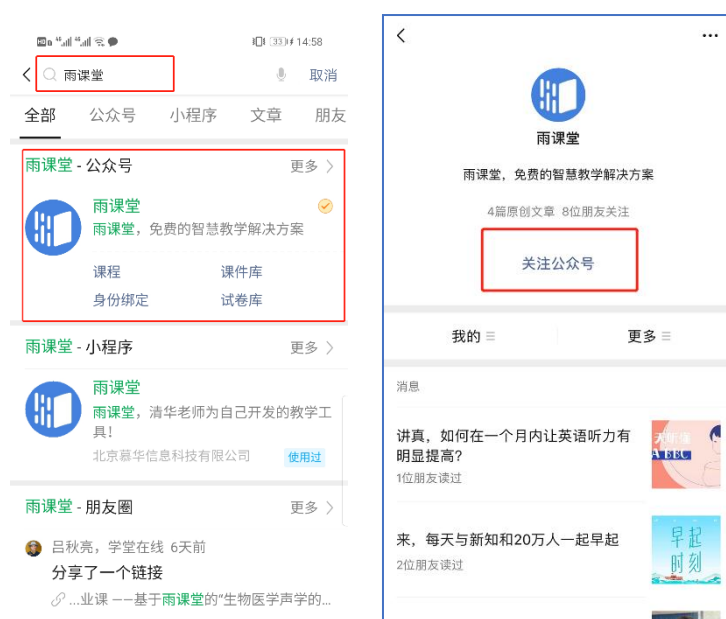 14:58
雨课堂
取消
全部 公众号 小程序 文章 朋友
雨课堂 - 公众号 更多
雨课堂
雨课堂，免费的智慧教学解决方案
课程 课件库
身份绑定 试卷库
雨课堂 - 小程序 更多
雨课堂
雨课堂，清华老师为自己开发的教学工
具！
北京慕华信息科技有限公司 使用过
雨课堂 - 朋友圈 更多
吕秋亮，学堂在线 6天前
分享了一个链接
...业课 ——基于雨课堂的“生物医学声学的...
雨课堂
雨课堂，免费的智慧教学解决方案
4篇原创文章 8位朋友关注
关注公众号
我的 更多
消息
讲真，如何在一个月内让英语听力有
明显提高？
1位朋友读过
来，每天与新知和20万人一起早起
2位朋友读过
早起
时刻